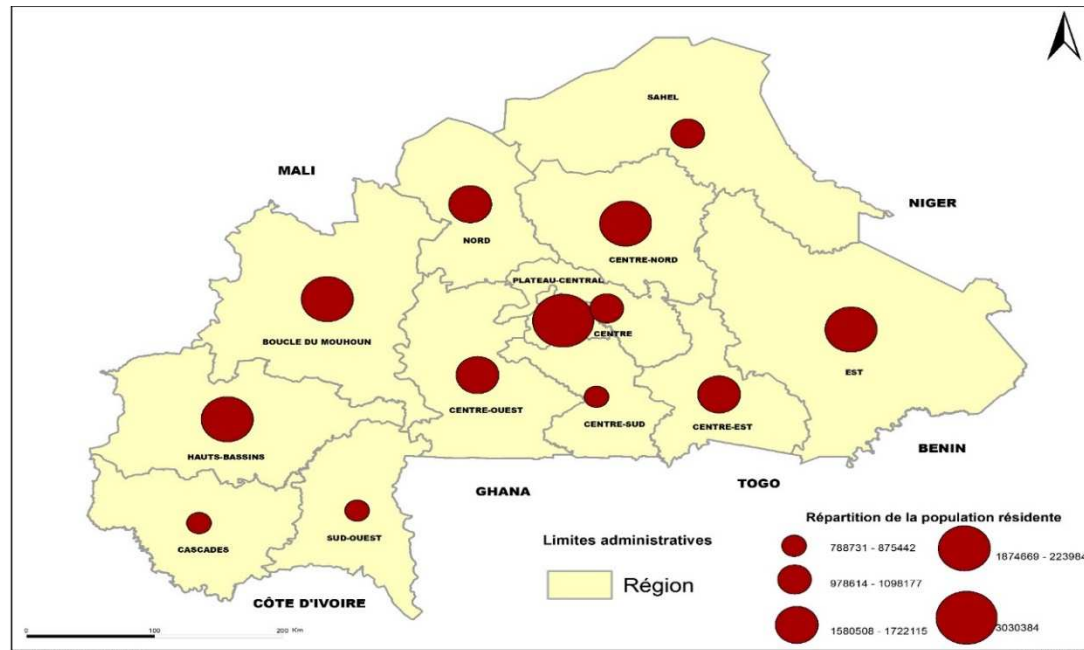 SAHEL
MALI
NIGER
NORD
CENTRE-NORD
PLATEAU-CENTRAL
CENTRE
BOUCLE DU MOUHOUN
EST
CENTRE-OUEST
CENTRE-SUD
CENTRE-EST
HAUTS-BASSINS
BENIN
GHANA
TOGO
CASCADES
SUD-OUEST
CÔTE D'IVOIRE
Limites administratives
Région
Répartition de la population résidente
788731 - 875442
978614 - 1098177
1580508 - 1722115
1874669 - 223984
3030384
0 100 200 Km